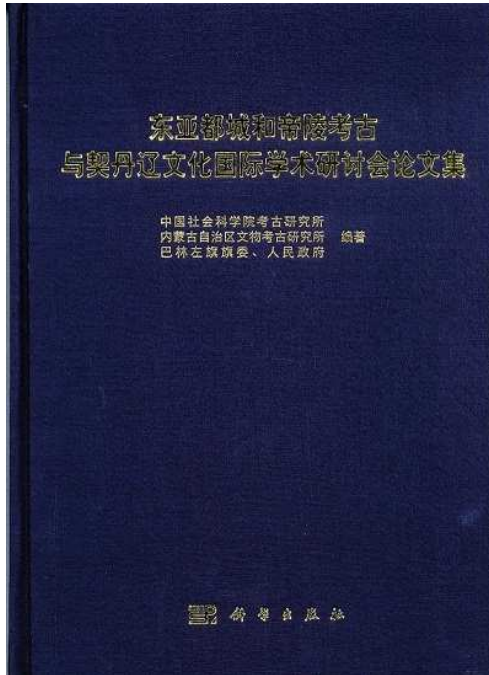 东亚都城和帝陵考古
与契丹辽文化国际学术研讨会论文集
中国社会科学院考古研究所
内蒙古自治区文物考古研究所 编著
巴林左旗旗委、人民政府
科学出版社